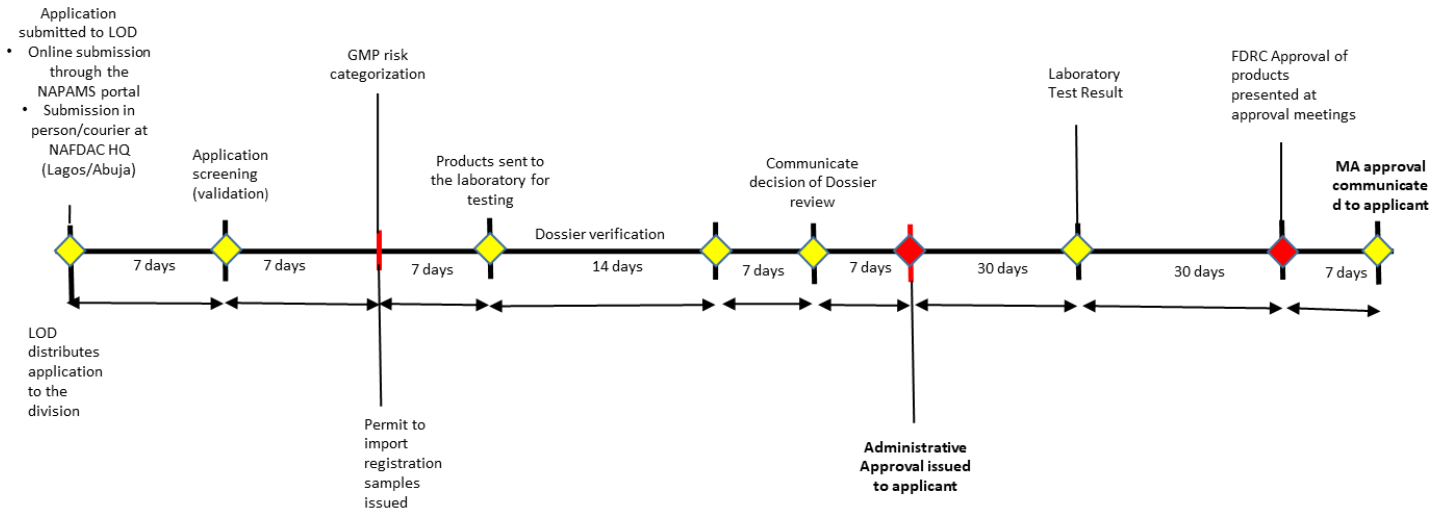 Application
submitted to LOD
• Online submission
through the
NAPAMS portal
• Submission in
person/courier at
NAFDAC HQ
(Lagos/Abuja)
Application
screening
(validation)
GMP risk
categorization
Products sent to
the laboratory for
testing
Dossier verification
Communicate
decision of Dossier
review
Laboratory
Test Result
FDRC Approval of
products
presented at
approval meetings
MA approval
communicate
d to applicant
7 days
7 days
7 days
14 days
7 days
7 days
30 days
30 days
7 days
LOD
distributes
application
to the
division
Permit to
import
registration
samples
issued
Administrative
Approval issued
to applicant